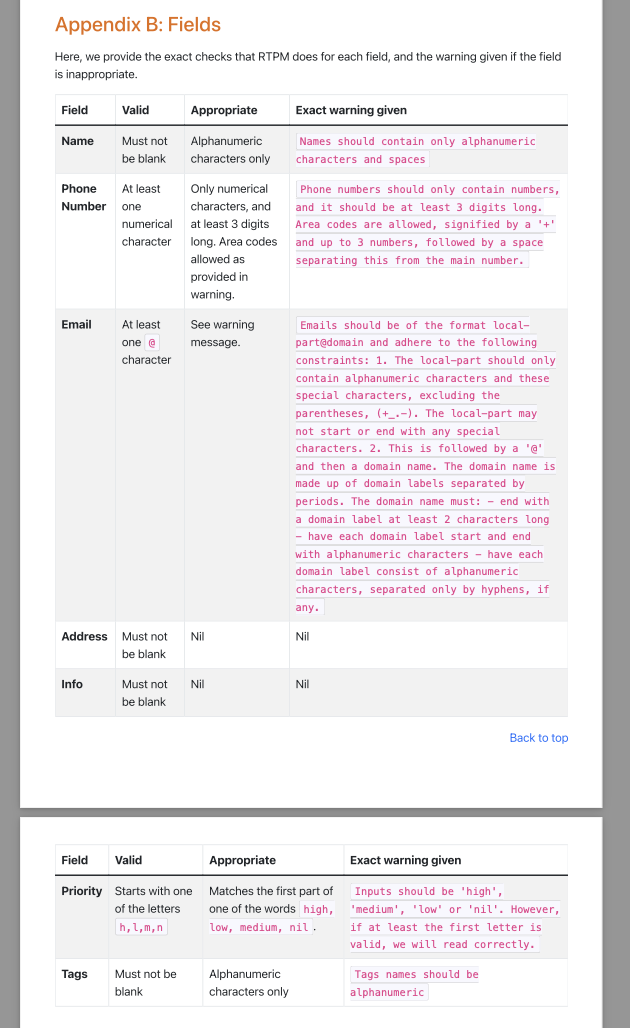 Appendix B: Fields
Here, we provide the exact checks that RTPM does for each field, and the warning given if the field
is inappropriate.
Field Valid Appropriate Exact warning given
Name
Must not
be blank
Alphanumeric
characters only
Names should contain only alphanumeric
characters and spaces
Phone
Number
At least
one
numerical
character
Only numerical
characters, and
at least 3 digits
long. Area codes
allowed as
provided in
warning.
Phone numbers should only contain numbers,
and it should be at least 3 digits long.
Area codes are allowed, signified by a '+'
and up to 3 numbers, followed by a space
separating this from the main number.
Email
At least
one @
character
See warning
message.
Emails should be of the format local-
part@domain and adhere to the following
constraints: 1. The local-part should only
contain alphanumeric characters and these
special characters, excluding the
parentheses, (+_.-). The local-part may
not start or end with any special
characters. 2. This is followed by a '@'
and then a domain name. The domain name is
made up of domain labels separated by
periods. The domain name must: - end with
a domain label at least 2 characters long
- have each domain label start and end
with alphanumeric characters - have each
domain label consist of alphanumeric
characters, separated only by hyphens, if
any.
Address
Must not
be blank
Nil
Nil
Info
Must not
be blank
Nil
Nil
Back to top
Field Valid Appropriate Exact warning given
Priority
Starts with one
of the letters
h,l,m,n
Matches the first part of
one of the words high,
low, medium, nil .
Inputs should be 'high',
'medium', 'low' or 'nil'. However,
if at least the first letter is
valid, we will read correctly.
Tags
Must not be
blank
Alphanumeric
characters only
Tags names should be
alphanumeric